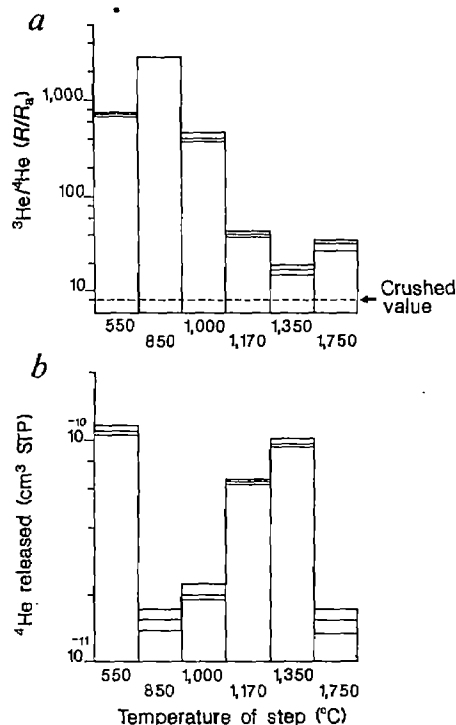 a
³He/⁴He (R/Rₐ)
1,000
100
10
Crushed
value
550 1,000 1,350
850 1,170 1,750
b
⁴He released (cm³ STP)
10⁻¹⁰
10⁻¹¹
550 1,000 1,350
850 1,170 1,750
Temperature of step (°C)